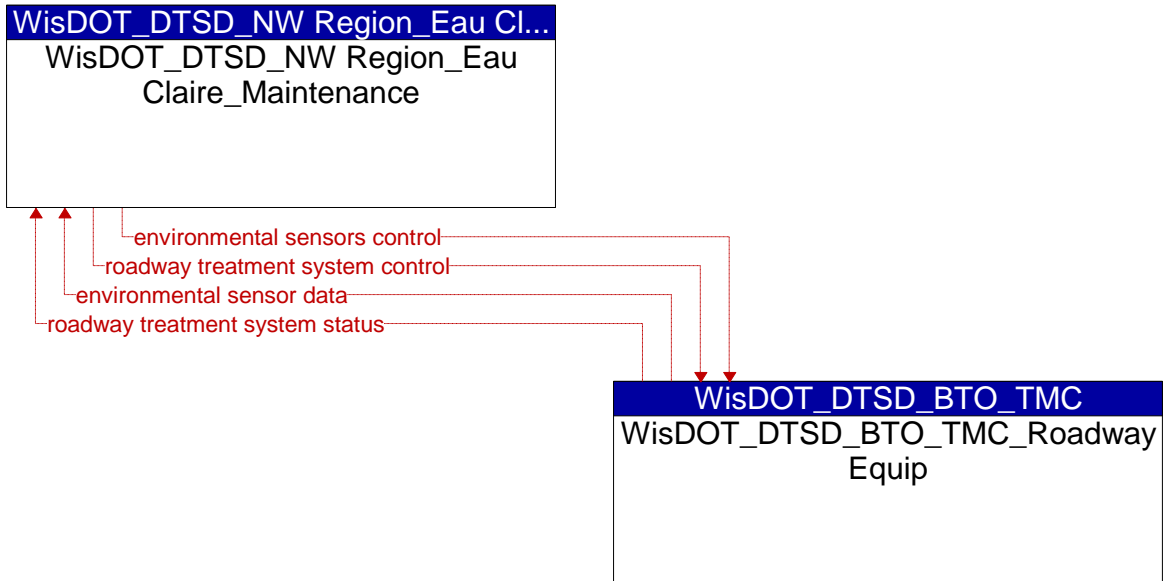 WisDOT_DTSD_NW Region_Eau Cl...
WisDOT_DTSD_NW Region_Eau
Claire_Maintenance
environmental sensors control
roadway treatment system control
environmental sensor data
roadway treatment system status
WisDOT_DTSD_BTO_TMC
WisDOT_DTSD_BTO_TMC_Roadway
Equip